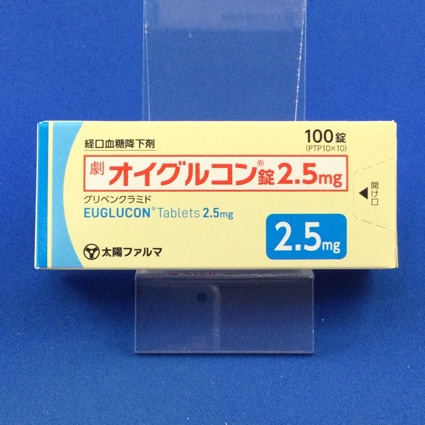 経口血糖降下剤
100錠
(PTP10×10)
劇 オイグルコン®錠2.5mg
グリベンクラミド
EUGLUCON® Tablets 2.5mg
開け口
2.5mg
太陽ファルマ